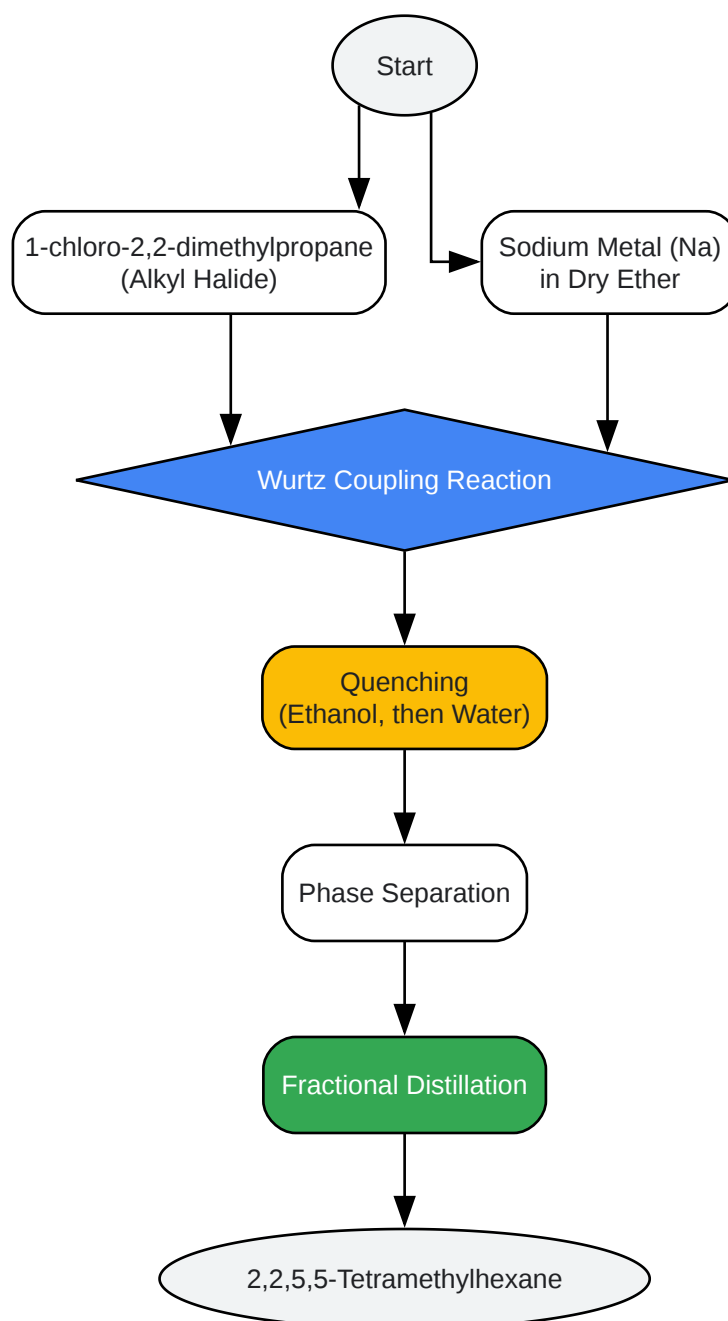 Start
1-chloro-2,2-dimethylpropane
(Alkyl Halide)
Sodium Metal (Na)
in Dry Ether
Wurtz Coupling Reaction
Quenching
(Ethanol, then Water)
Phase Separation
Fractional Distillation
2,2,5,5-Tetramethylhexane